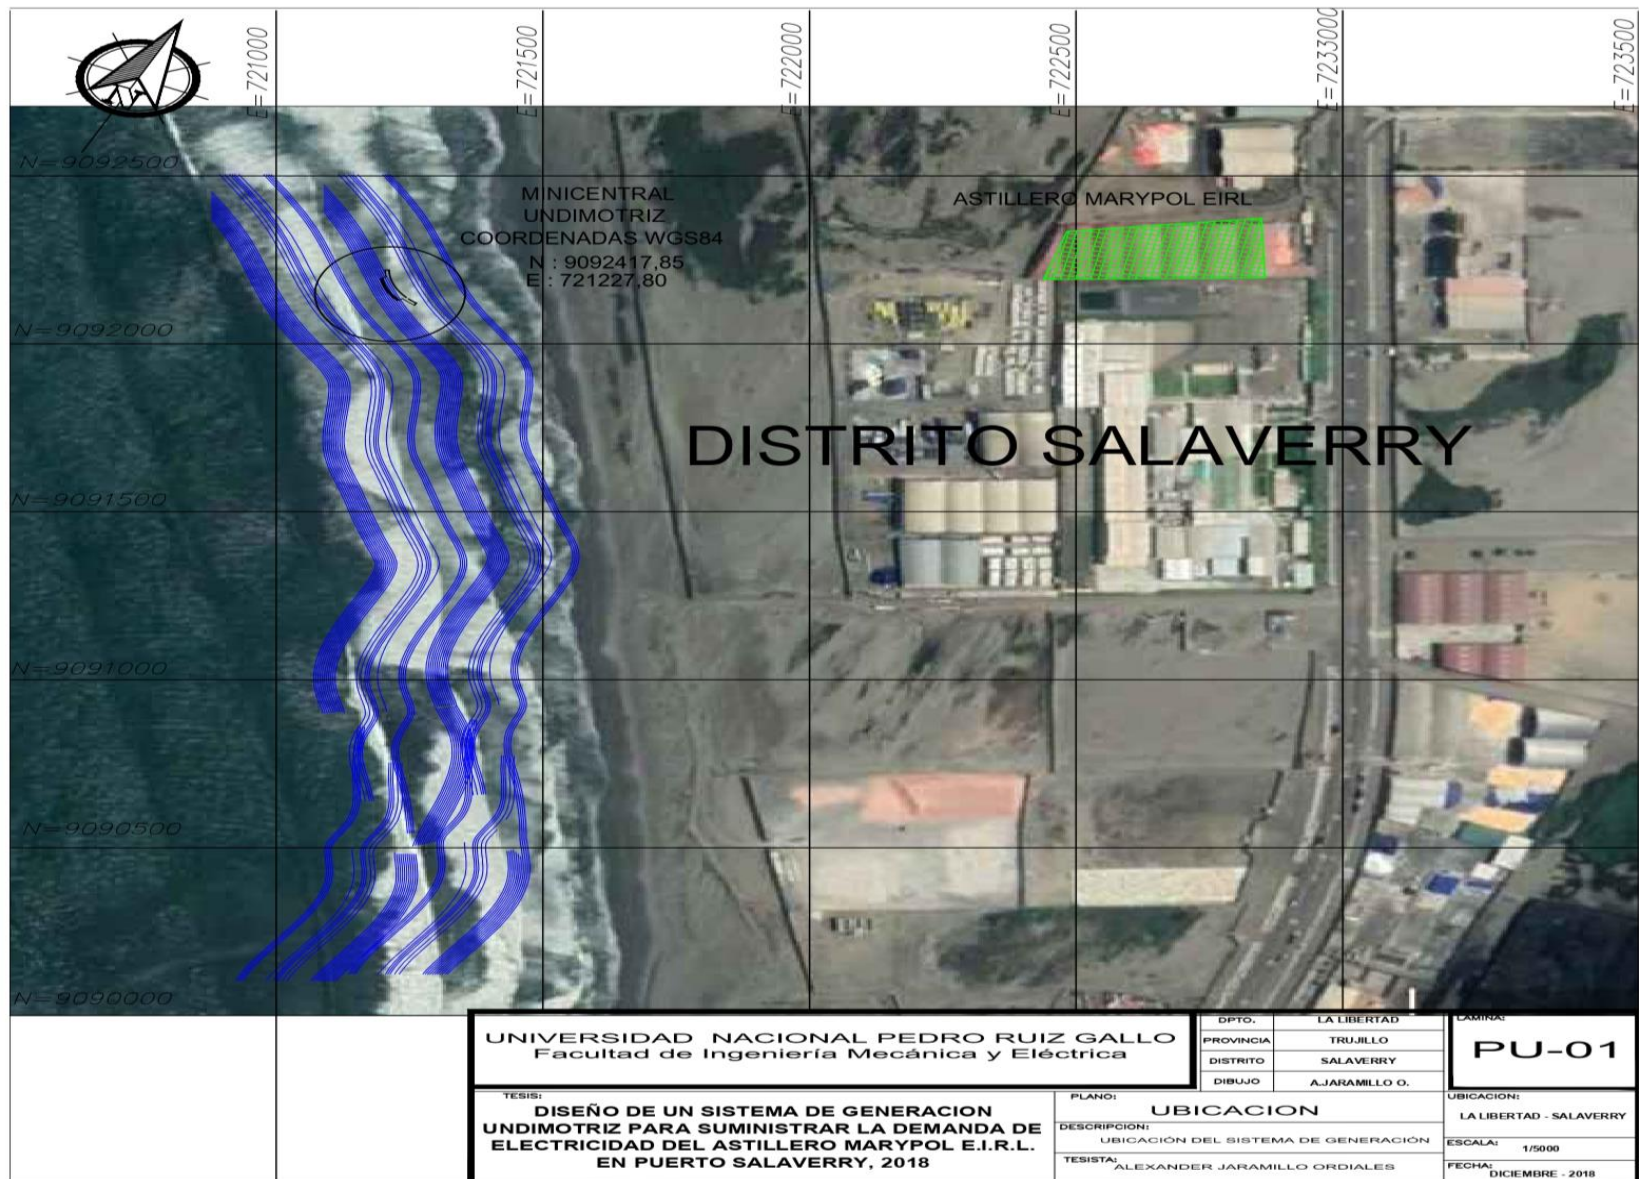 E=721000
E=721500
E=722000
E=722500
E=723000
E=723500
N=9092500
MINICENTRAL
UNDIMOTRIZ
COORDENADAS WGS84
N : 9092417,85
E : 721227,80
ASTILLERO MARYPOL EIRL
N=9092000
DISTRITO SALAVERRY
N=9091500
N=9091000
N=9090500
N=9090000
UNIVERSIDAD NACIONAL PEDRO RUIZ GALLO
Facultad de Ingeniería Mecánica y Eléctrica
DPTO. LA LIBERTAD
PROVINCIA TRUJILLO
DISTRITO SALAVERRY
DIBUJO A.JARAMILLO O.
LAMINA:
PU-01
TESIS:
DISEÑO DE UN SISTEMA DE GENERACION
UNDIMOTRIZ PARA SUMINISTRAR LA DEMANDA DE
ELECTRICIDAD DEL ASTILLERO MARYPOL E.I.R.L.
EN PUERTO SALAVERRY, 2018
PLANO:
UBICACION
DESCRIPCION:
UBICACIÓN DEL SISTEMA DE GENERACIÓN
TESISTA:
ALEXANDER JARAMILLO ORDIALES
UBICACION:
LA LIBERTAD - SALAVERRY
ESCALA: 1/5000
FECHA:
DICIEMBRE - 2018